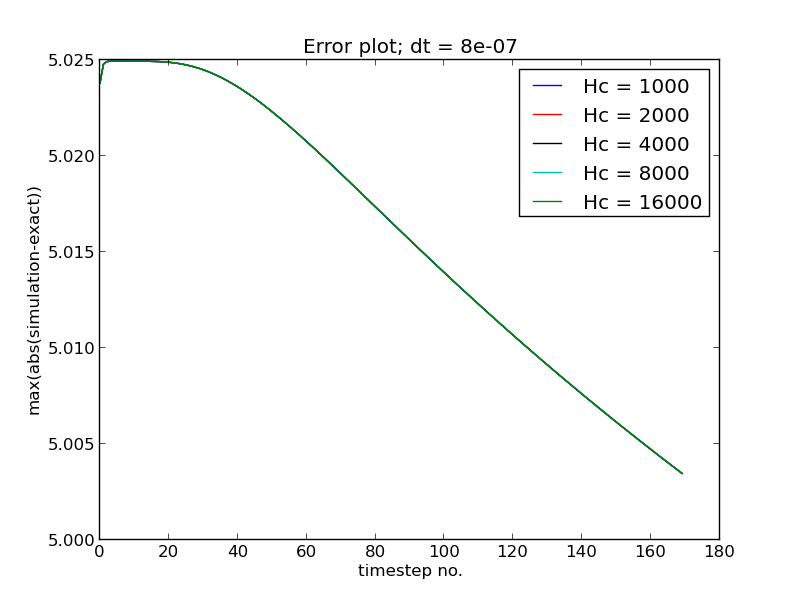 Error plot; dt = 8e-07
max(abs(simulation-exact))
5.025
5.020
5.015
5.010
5.005
5.000
Hc = 1000
Hc = 2000
Hc = 4000
Hc = 8000
Hc = 16000
0 20 40 60 80 100 120 140 160 180
timestep no.